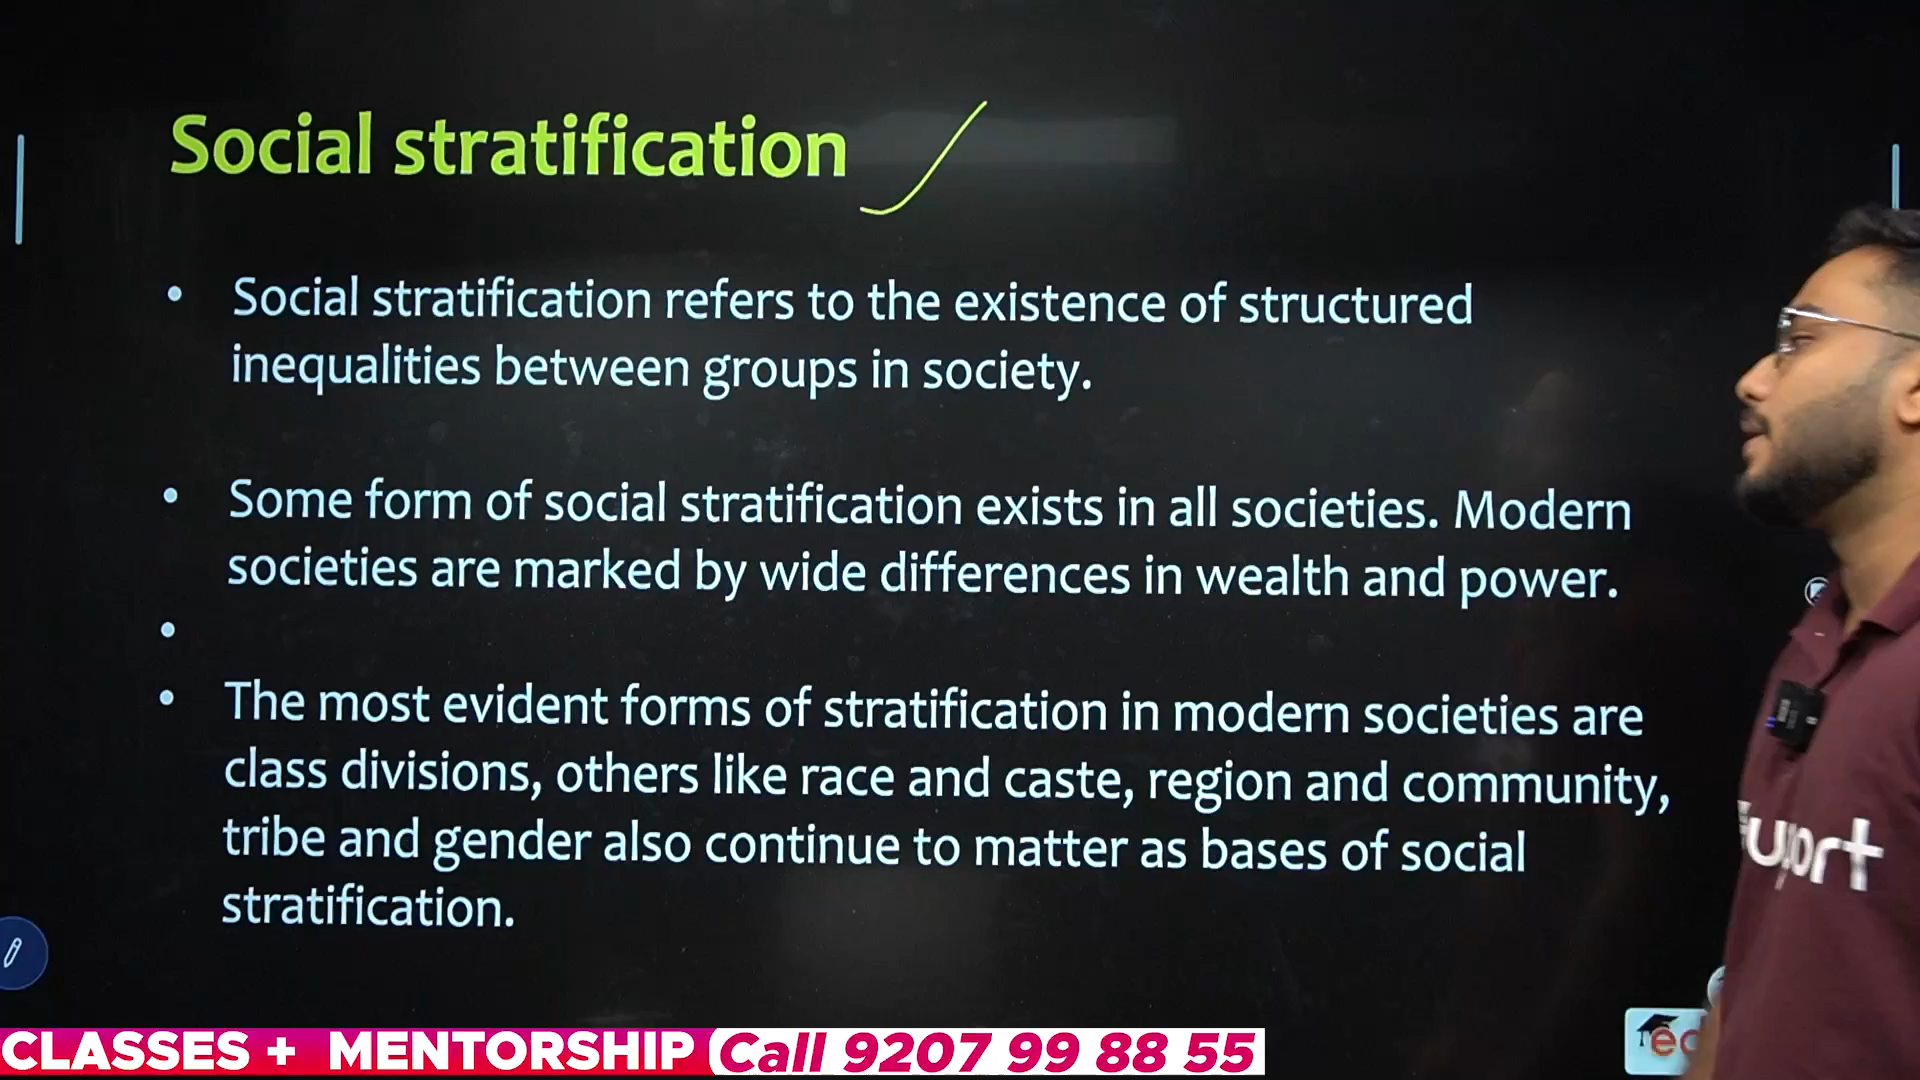 Social stratification
• Social stratification refers to the existence of structured
inequalities between groups in society.
• Some form of social stratification exists in all societies. Modern
societies are marked by wide differences in wealth and power.
•
• The most evident forms of stratification in modern societies are
class divisions, others like race and caste, region and community,
tribe and gender also continue to matter as bases of social
stratification.
port
CLASSES + MENTORSHIP Call 9207 99 88 55